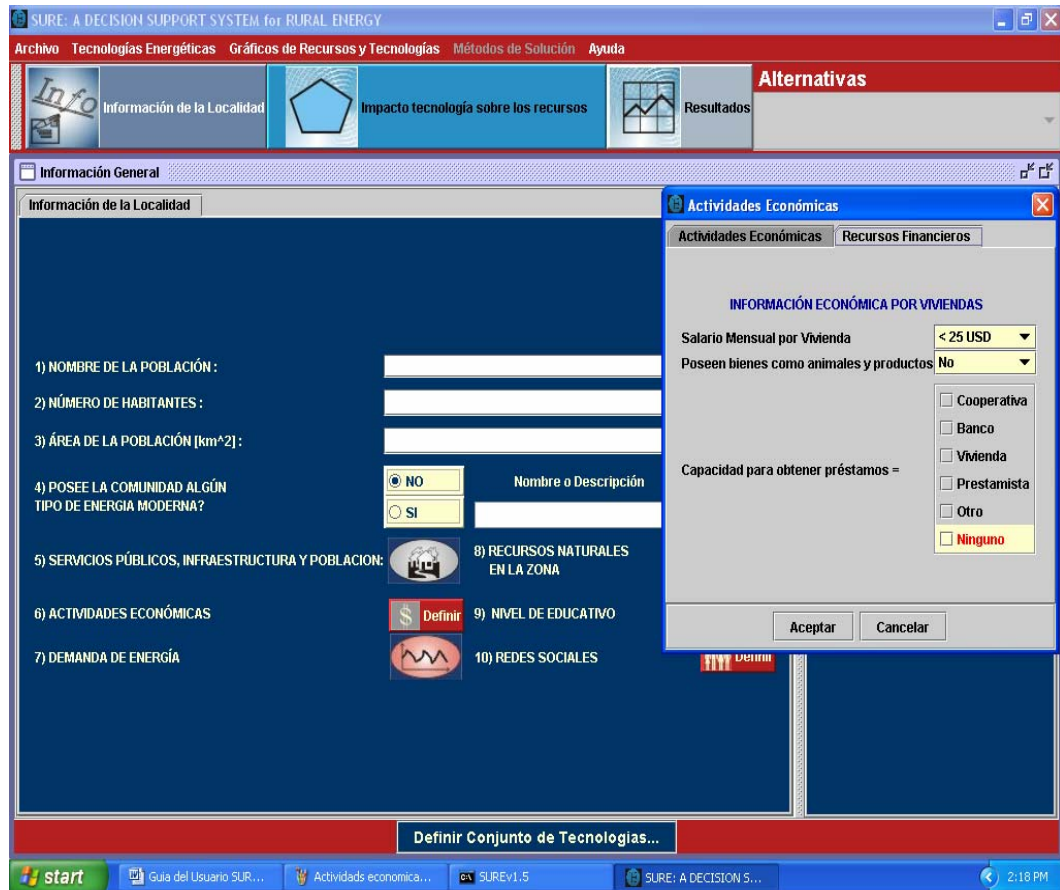 SURE: A DECISION SUPPORT SYSTEM for RURAL ENERGY
Archivo Tecnologías Energéticas Gráficos de Recursos y Tecnologías Métodos de Solución Ayuda
Info
Información de la Localidad
Impacto tecnología sobre los recursos
Resultados
Alternativas
Información General
Información de la Localidad
1) NOMBRE DE LA POBLACIÓN :
2) NÚMERO DE HABITANTES :
3) ÁREA DE LA POBLACIÓN [km^2] :
4) POSEE LA COMUNIDAD ALGÚN
TIPO DE ENERGIA MODERNA?
NO
SI
Nombre o Descripción
5) SERVICIOS PÚBLICOS, INFRAESTRUCTURA Y POBLACION:
8) RECURSOS NATURALES
EN LA ZONA
6) ACTIVIDADES ECONÓMICAS
$ Definir
9) NIVEL DE EDUCATIVO
7) DEMANDA DE ENERGÍA
10) REDES SOCIALES
Definir
Actividades Económicas
Actividades Económicas Recursos Financieros
INFORMACIÓN ECONÓMICA POR VIVIENDAS
Salario Mensual por Vivienda < 25 USD
Poseen bienes como animales y productos No
Capacidad para obtener préstamos =
Cooperativa
Banco
Vivienda
Prestamista
Otro
Ninguno
Aceptar Cancelar
Definir Conjunto de Tecnologias...
start Guia del Usuario SUR... Actividads economica... SUREv1.5 SURE: A DECISION S... 2:18 PM